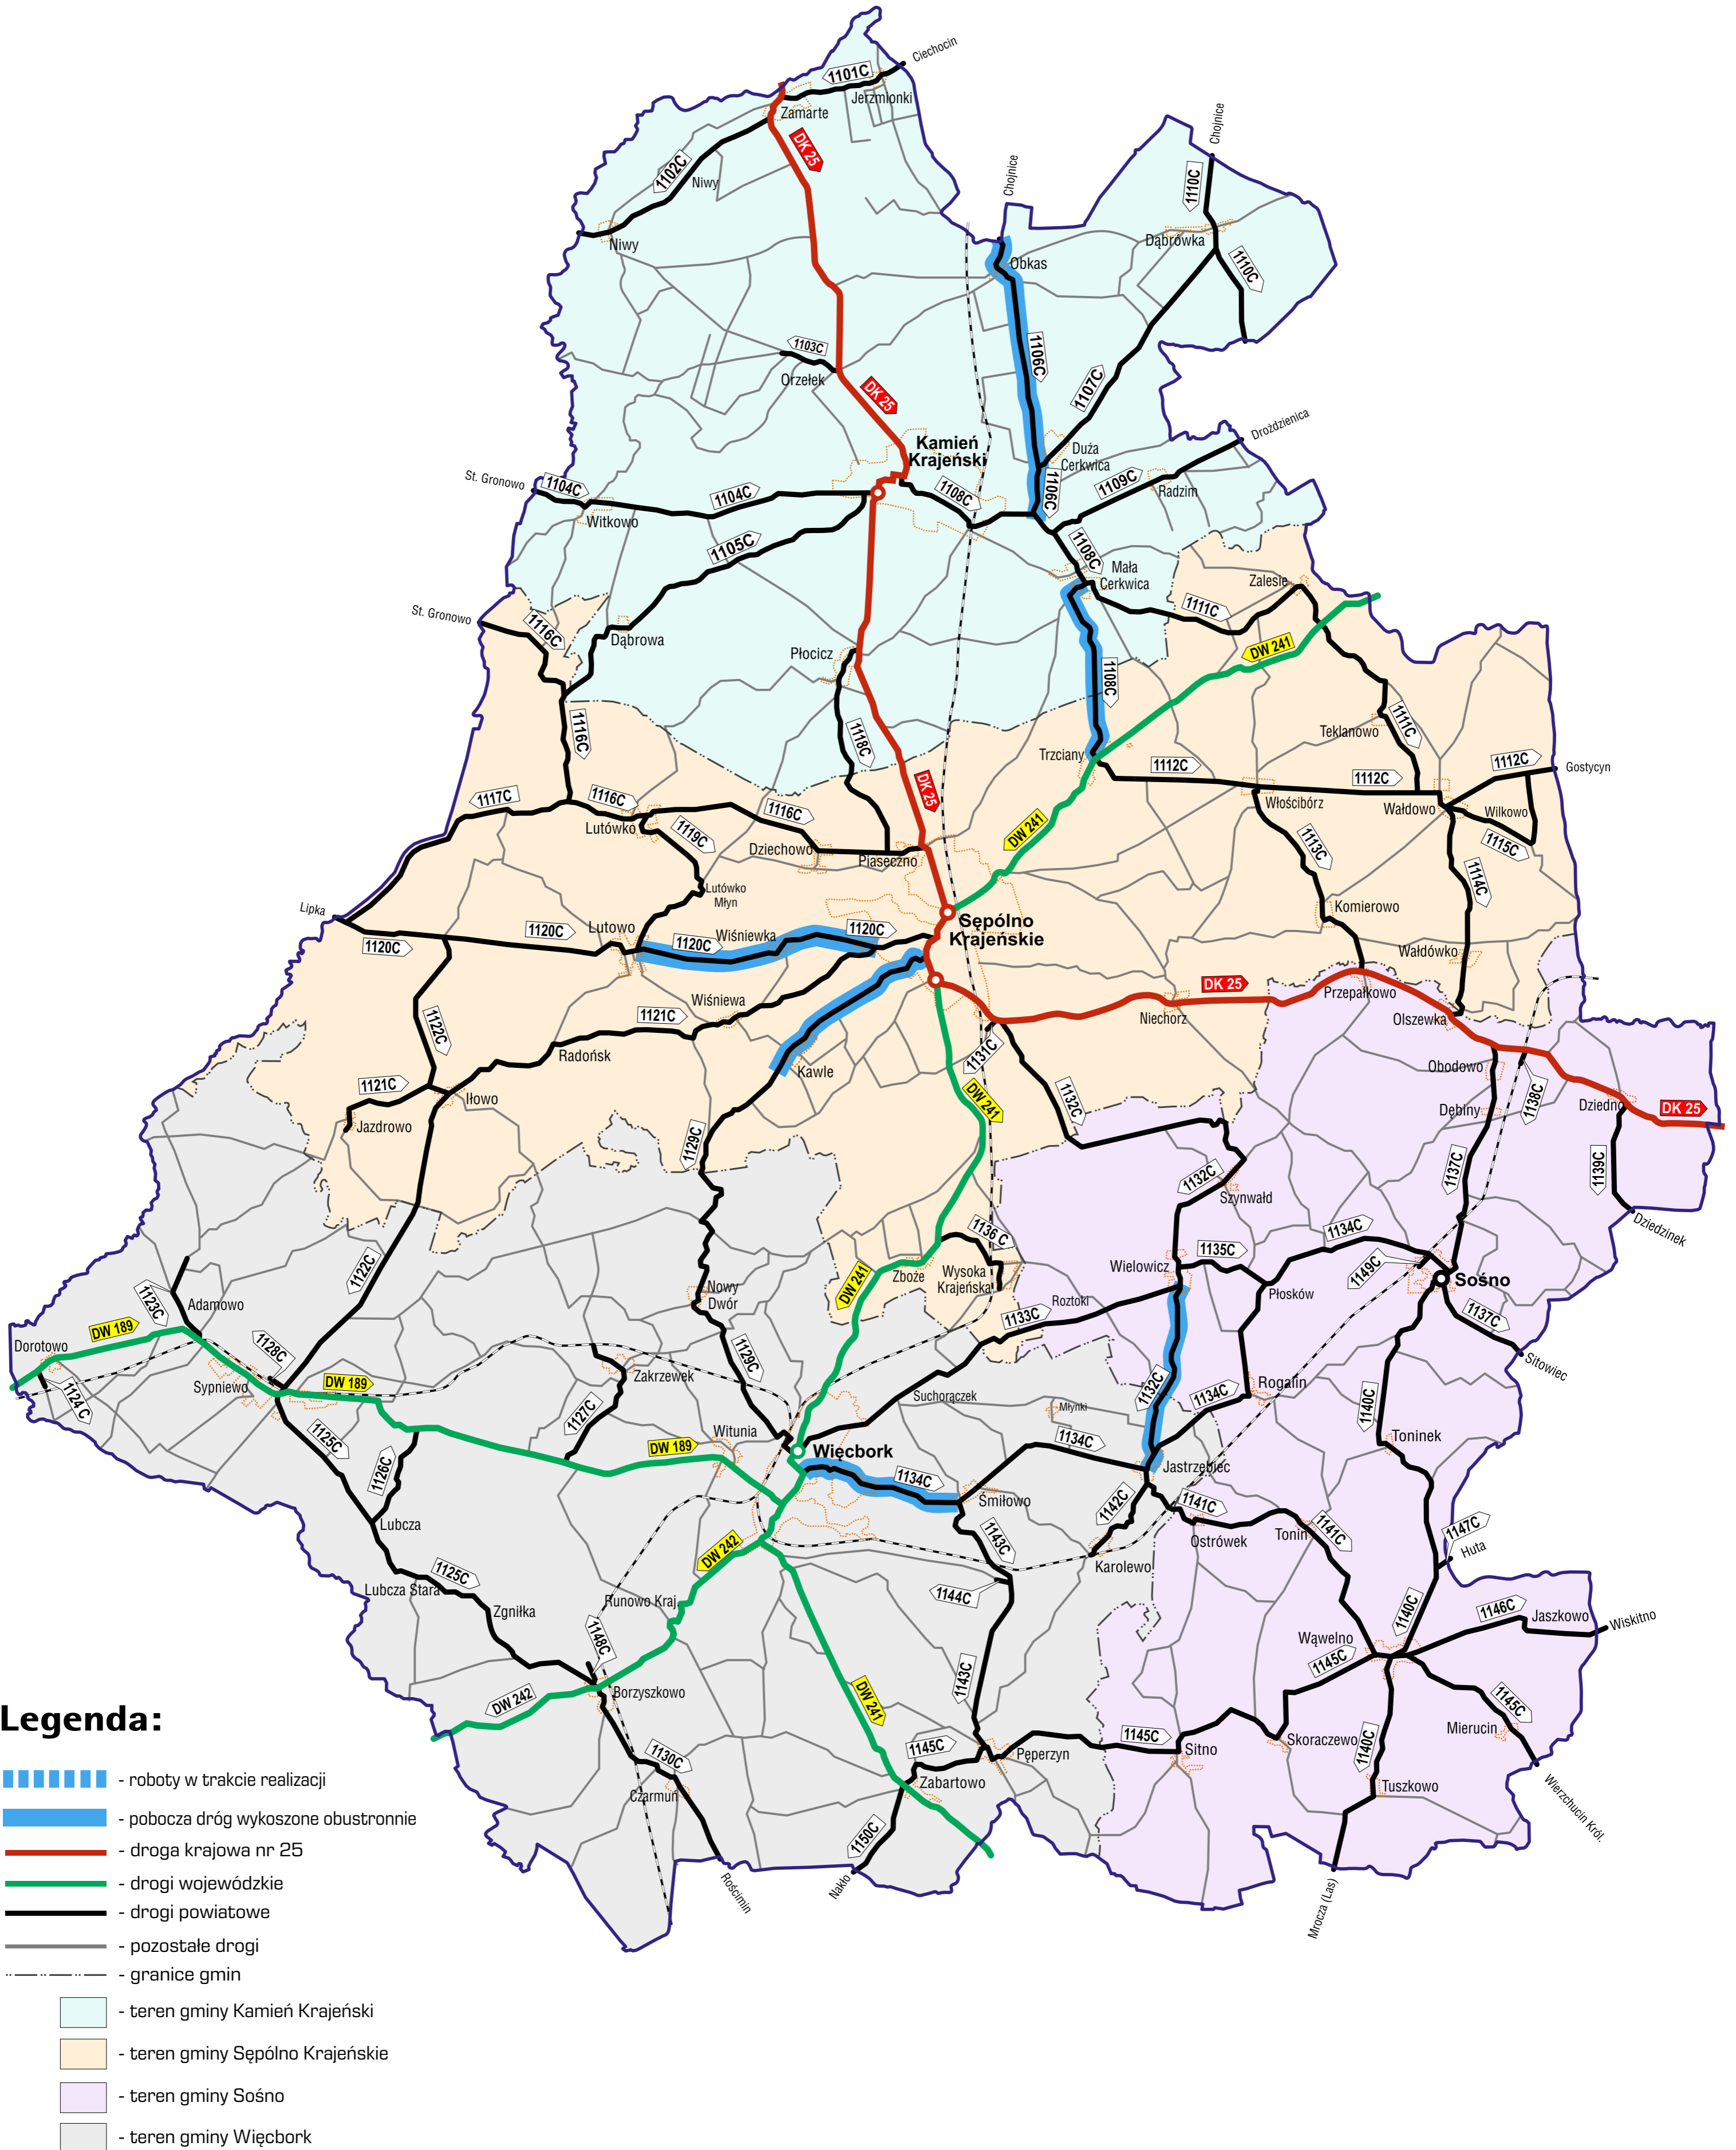 Ciechocin
1101C
Jerzmionki
Zamarte
DK 25
1102C
Niwy
Niwy
Chojnice
Chojnice
1110C
Dąbrówka
1110C
Obkas
1106C
1103C
Orzełek
DK 25
1107C
Kamień
Krajeński
Duża
Cerkwica
Drożdzienica
St. Gronowo
1104C
1104C
1108C
1106C
1109C
Radzim
Witkowo
1105C
1108C
Mała
Cerkwica
Zalesie
St. Gronowo
1116C
Dąbrowa
1111C
DW 241
Płocicz
1108C
1116C
1118C
Teklanowo
1111C
Trzciany
1112C
1112C
1112C
Gostycyn
DK 25
1117C
1116C
1116C
Włościbórz
Wałdowo
Wilkowo
Lutówko
1119C
DW 241
Dziechowo
Piaseczno
1113C
1115C
1114C
Lutówko
Młyn
Lipka
Komierowo
Sępólno
Krajeńskie
1120C
1120C
Lutowo
1120C
Wiśniewka
1120C
Wałdówko
DK 25
Przepałkowo
Wiśniewa
1121C
Niechorz
Olszewka
1122C
Radońsk
1131C
Kawle
Obodowo
1121C
Iłowo
DW 241
1132C
Dębiny
1138C
Dziedno
DK 25
Jazdrowo
1129C
1137C
1139C
1132C
Szynwałd
Dziedzinek
1136 C
1134C
1135C
1122C
Wielowicz
1149C
Zboże
Wysoka
Krajeńska
Sośno
1123C
Adamowo
Nowy
Dwór
DW 241
Płosków
Roztoki
1133C
1137C
DW 189
Dorotowo
1128C
1129C
Sitowiec
Zakrzewek
Sypniewo
DW 189
1124 C
1132C
Rogalin
1134C
Suchorączek
Młynki
1140C
1127C
1125C
Witunia
DW 189
Więcbork
1134C
Toninek
1126C
1134C
Jastrzębiec
Śmiłowo
1142C
1141C
Lubcza
1143C
Ostrówek
Tonin
1141C
1147C
Huta
DW 242
Karolewo
1125C
Lubcza Stara
1144C
Zgniłka
Runowo Kraj.
1140C
1146C
Jaszkowo
Wiskitno
1148C
Wąwelno
1145C
1143C
Borzyszkowo
DW 242
DW 241
1145C
Mierucin
1145C
1145C
Sitno
Skoraczewo
1140C
Pęperzyn
1130C
Zabartowo
Tuszkowo
Czarmuń
Wierzchucin Król.
1150C
Rościmin
Nakło
Mrocza (Las)
Legenda:
- roboty w trakcie realizacji
- pobocza dróg wykoszone obustronnie
- droga krajowa nr 25
- drogi wojewódzkie
- drogi powiatowe
- pozostałe drogi
- granice gmin
- teren gminy Kamień Krajeński
- teren gminy Sępólno Krajeńskie
- teren gminy Sośno
- teren gminy Więcbork